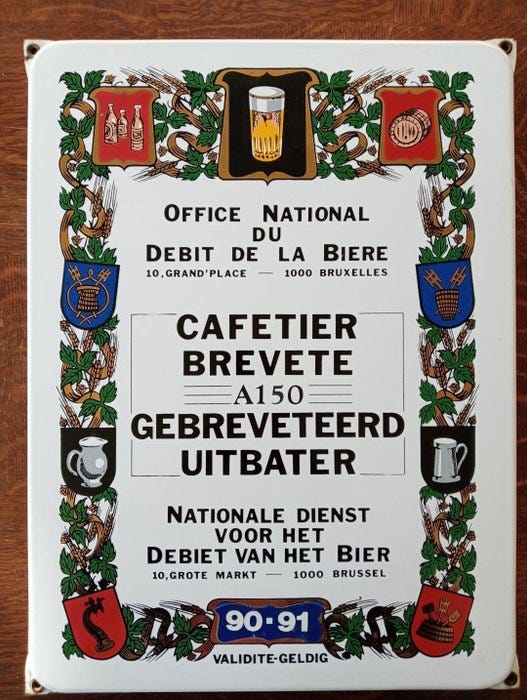 OFFICE NATIONAL
DU
DEBIT DE LA BIERE
10,GRAND'PLACE — 1000 BRUXELLES
CAFETIER
BREVETE
A150
GEBREVETEERD
UITBATER
NATIONALE DIENST
VOOR HET
DEBIET VAN HET BIER
10,GROTE MARKT — 1000 BRUSSEL
90-91
VALIDITE-GELDIG